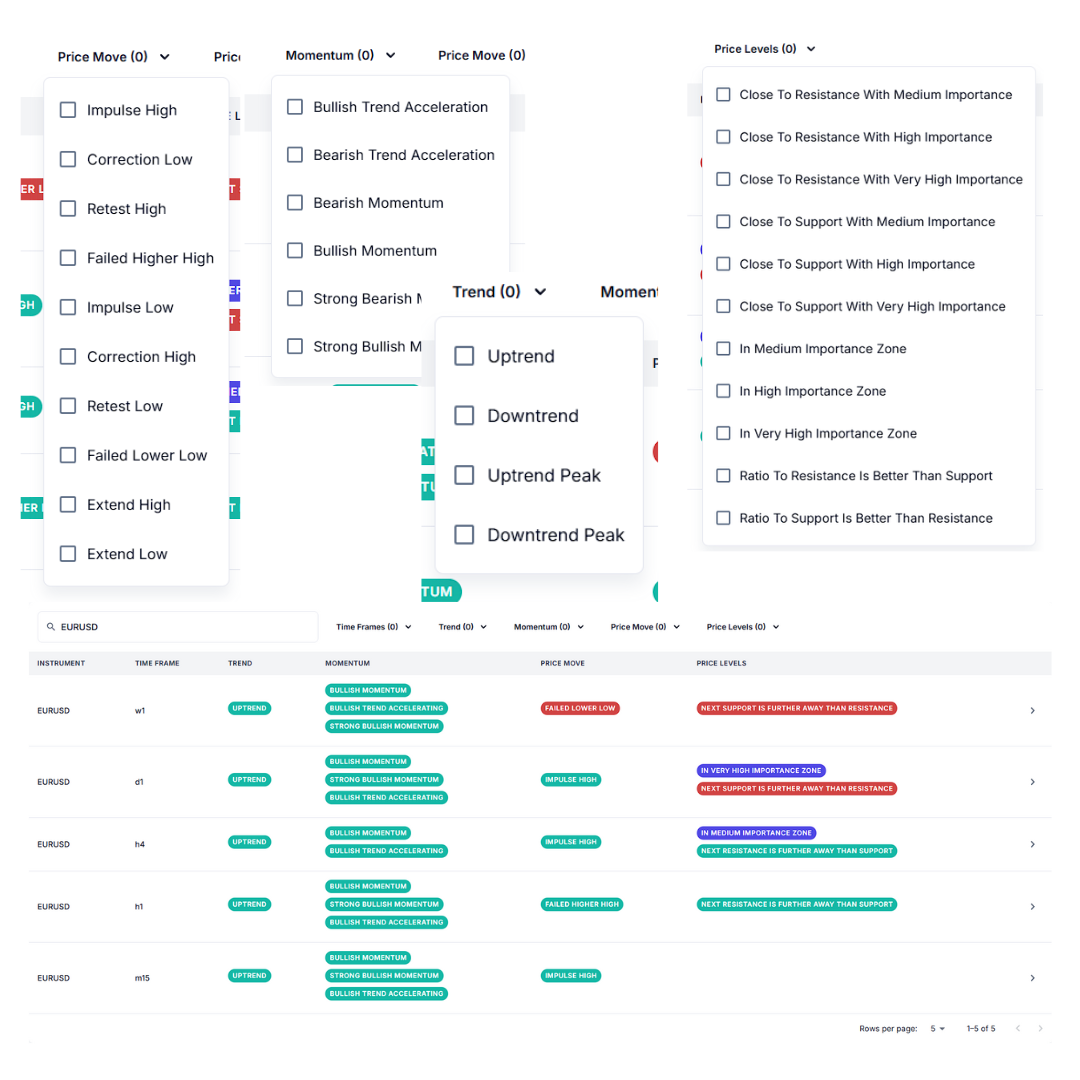 Price Move (0)
Impulse High
Correction Low
Retest High
Failed Higher High
Impulse Low
Correction High
Retest Low
Failed Lower Low
Extend High
Extend Low
Momentum (0) Price Move (0)
Bullish Trend Acceleration
Bearish Trend Acceleration
Bearish Momentum
Bullish Momentum
Strong Bearish
Strong Bullish
Trend (0)
Uptrend
Downtrend
Uptrend Peak
Downtrend Peak
Price Levels (0)
Close To Resistance With Medium Importance
Close To Resistance With High Importance
Close To Resistance With Very High Importance
Close To Support With Medium Importance
Close To Support With High Importance
Close To Support With Very High Importance
In Medium Importance Zone
In High Importance Zone
In Very High Importance Zone
Ratio To Resistance Is Better Than Support
Ratio To Support Is Better Than Resistance
EURUSD Time Frames (0) Trend (0) Momentum (0) Price Move (0) Price Levels (0)
INSTRUMENT TIME FRAME TREND MOMENTUM PRICE MOVE PRICE LEVELS
BULLISH MOMENTUM
EURUSD w1 UPTREND BULLISH TREND ACCELERATING FAILED LOWER LOW NEXT SUPPORT IS FURTHER AWAY THAN RESISTANCE
STRONG BULLISH MOMENTUM
BULLISH MOMENTUM IN VERY HIGH IMPORTANCE ZONE
EURUSD d1 UPTREND STRONG BULLISH MOMENTUM IMPULSE HIGH NEXT SUPPORT IS FURTHER AWAY THAN RESISTANCE
BULLISH TREND ACCELERATING
BULLISH MOMENTUM IN MEDIUM IMPORTANCE ZONE
EURUSD h4 UPTREND BULLISH TREND ACCELERATING IMPULSE HIGH NEXT RESISTANCE IS FURTHER AWAY THAN SUPPORT
BULLISH MOMENTUM
EURUSD h1 UPTREND STRONG BULLISH MOMENTUM FAILED HIGHER HIGH NEXT RESISTANCE IS FURTHER AWAY THAN SUPPORT
BULLISH TREND ACCELERATING
BULLISH MOMENTUM
EURUSD m15 UPTREND STRONG BULLISH MOMENTUM IMPULSE HIGH
BULLISH TREND ACCELERATING
Rows per page: 5 1–5 of 5